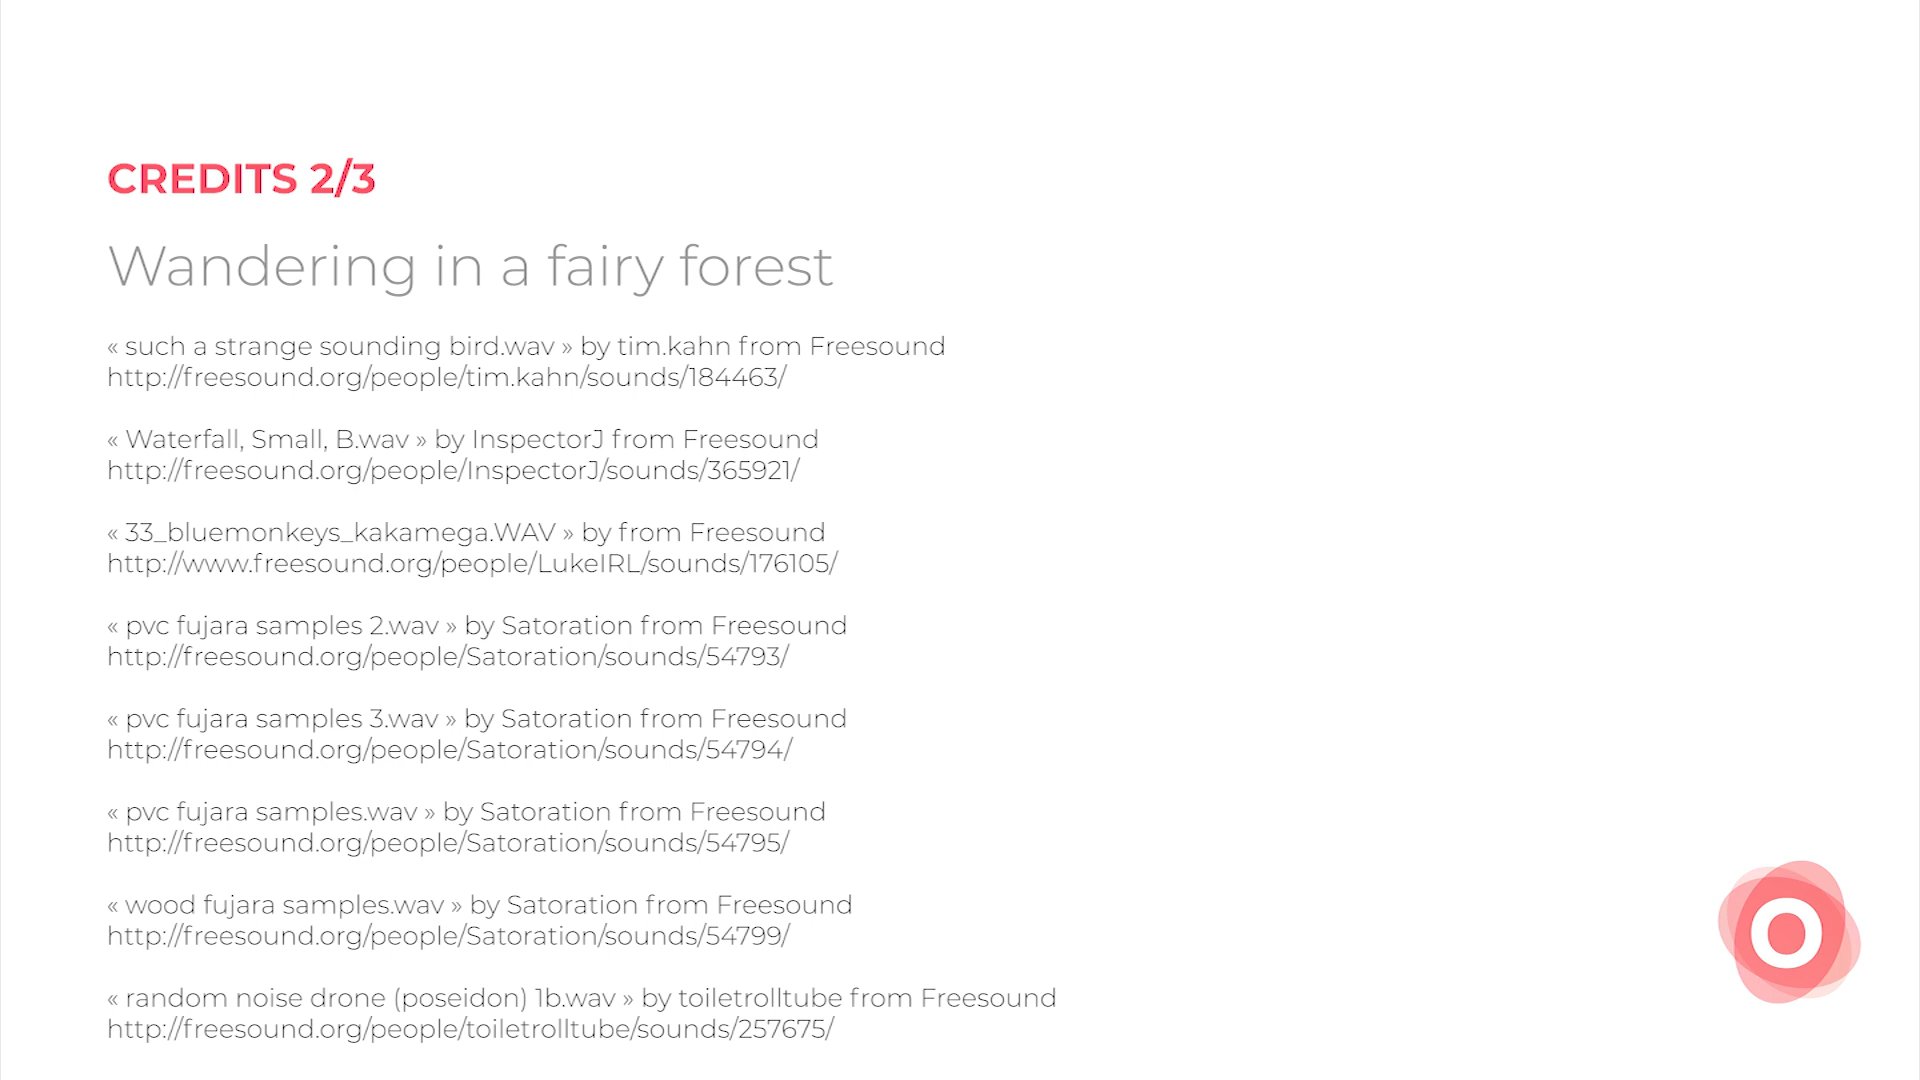 CREDITS 2/3
Wandering in a fairy forest
« such a strange sounding bird.wav » by tim.kahn from Freesound
http://freesound.org/people/tim.kahn/sounds/184463/
« Waterfall, Small, B.wav » by InspectorJ from Freesound
http://freesound.org/people/InspectorJ/sounds/365921/
« 33_bluemonkeys_kakamega.WAV » by from Freesound
http://www.freesound.org/people/LukeIRL/sounds/176105/
« pvc fujara samples 2.wav » by Satoration from Freesound
http://freesound.org/people/Satoration/sounds/54793/
« pvc fujara samples 3.wav » by Satoration from Freesound
http://freesound.org/people/Satoration/sounds/54794/
« pvc fujara samples.wav » by Satoration from Freesound
http://freesound.org/people/Satoration/sounds/54795/
« wood fujara samples.wav » by Satoration from Freesound
http://freesound.org/people/Satoration/sounds/54799/
« random noise drone (poseidon) 1b.wav » by toiletrolltube from Freesound
http://freesound.org/people/toiletrolltube/sounds/257675/
O